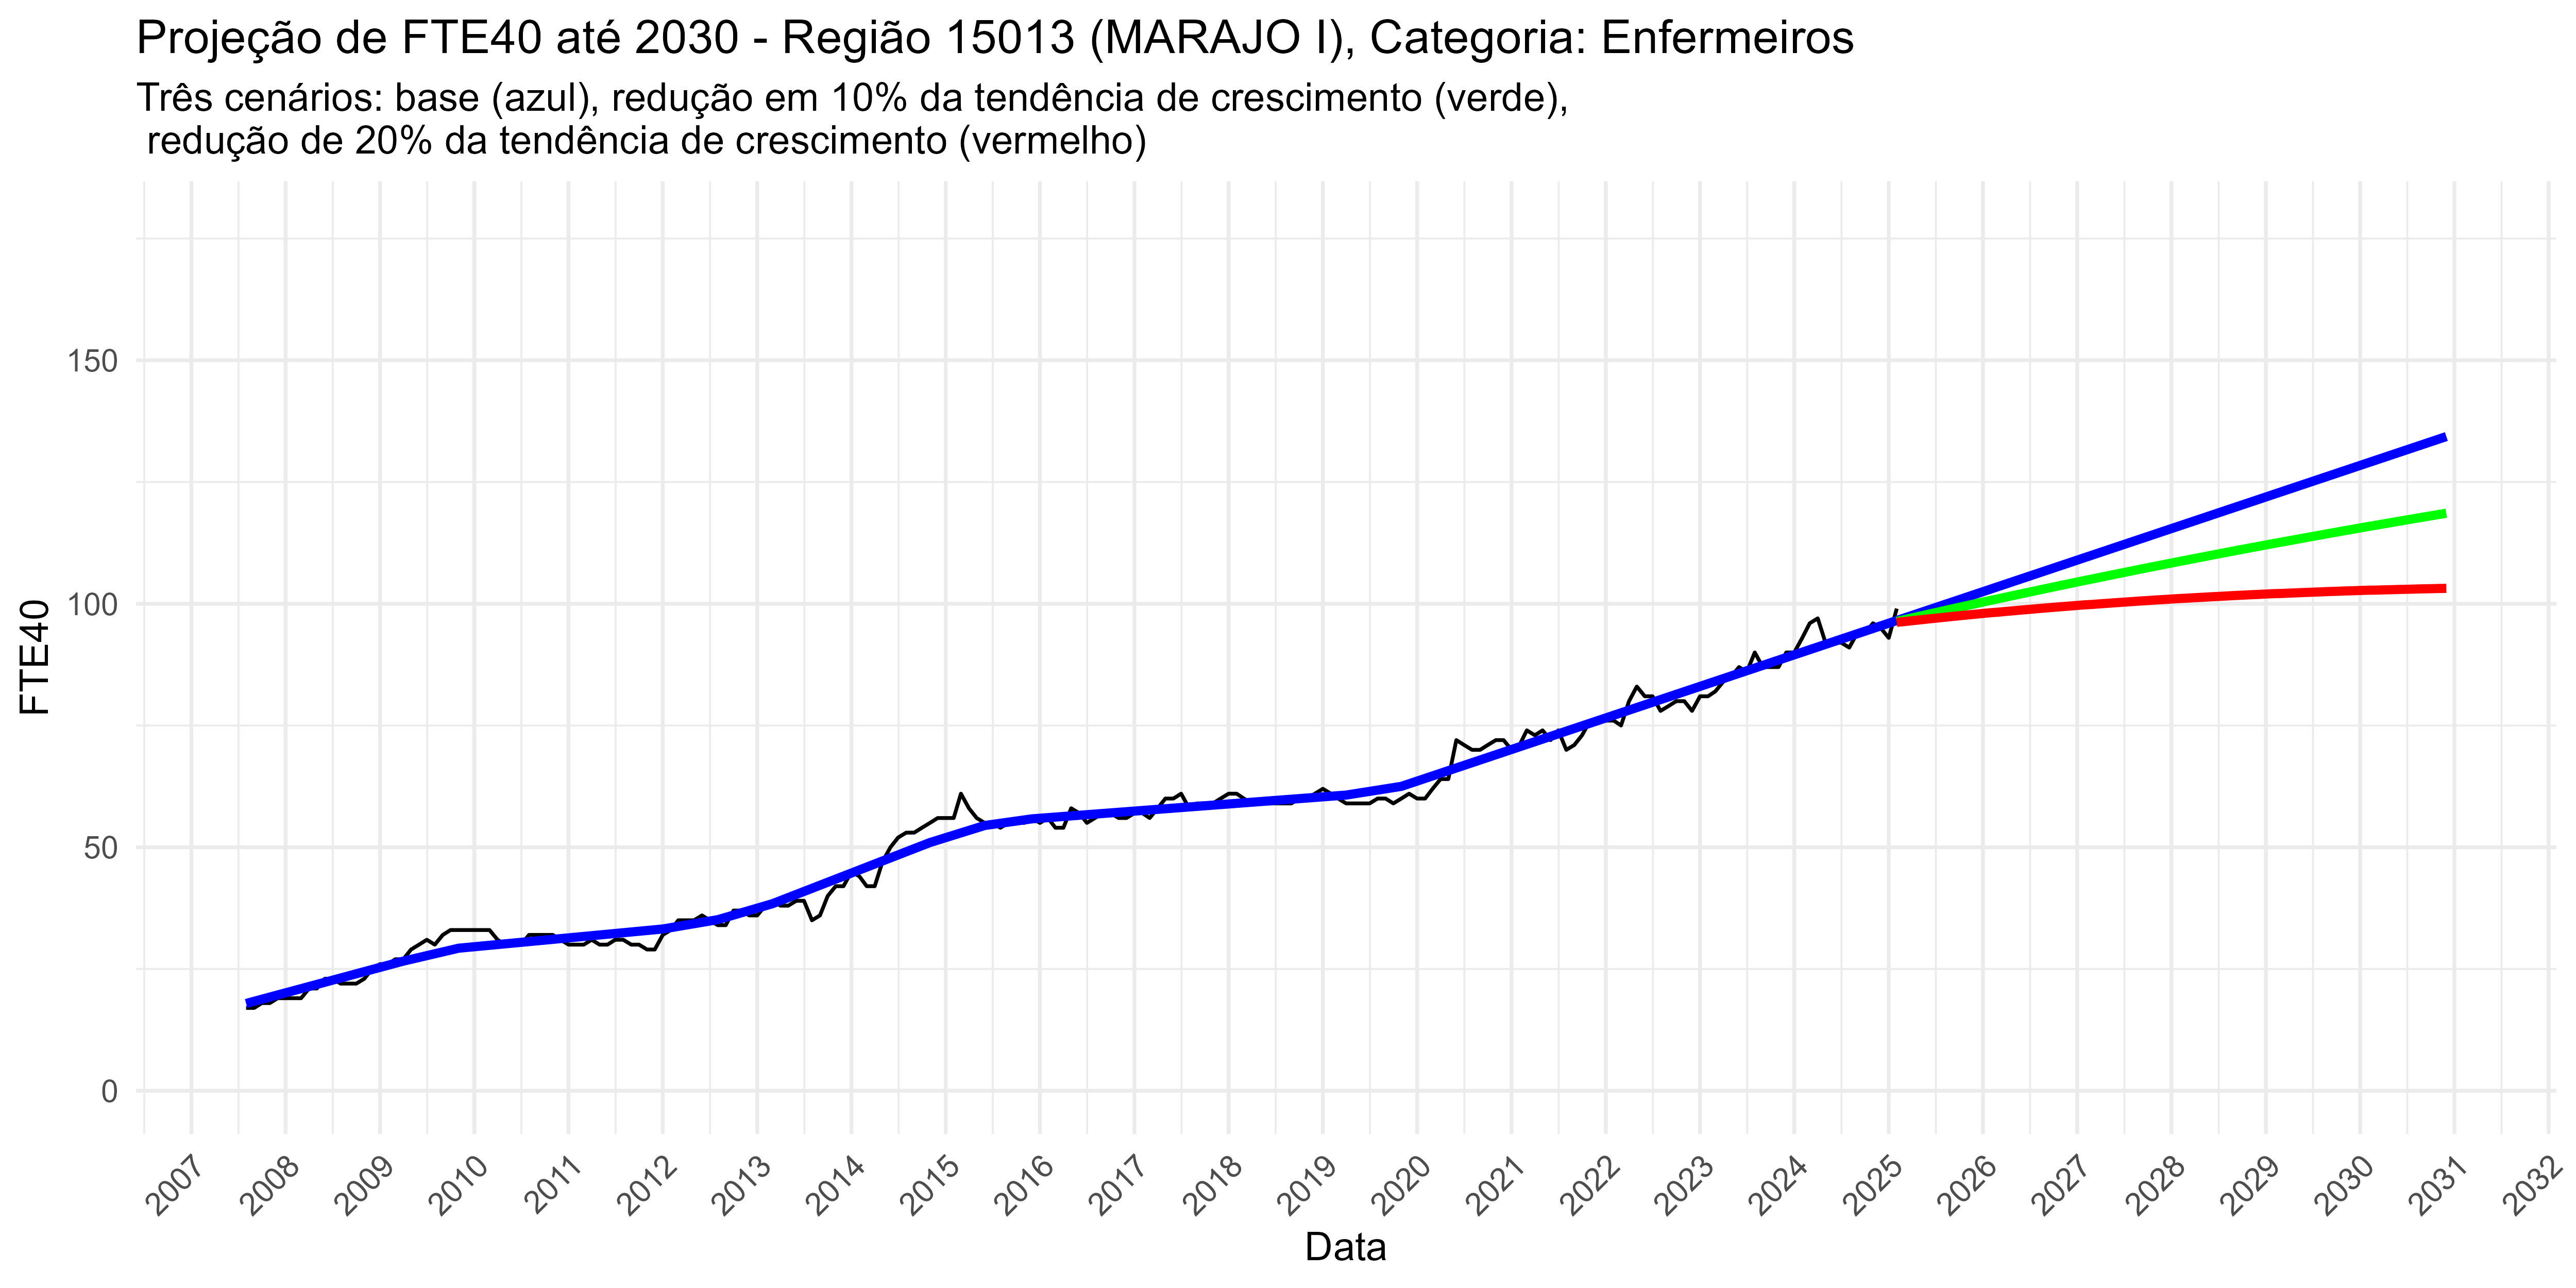 Projeção de FTE40 até 2030 - Região 15013 (MARAJO I), Categoria: Enfermeiros
Três cenários: base (azul), redução em 10% da tendência de crescimento (verde),
redução de 20% da tendência de crescimento (vermelho)
150
100
50
0
FTE40
2007 2008 2009 2010 2011 2012 2013 2014 2015 2016 2017 2018 2019 2020 2021 2022 2023 2024 2025 2026 2027 2028 2029 2030 2031 2032
Data